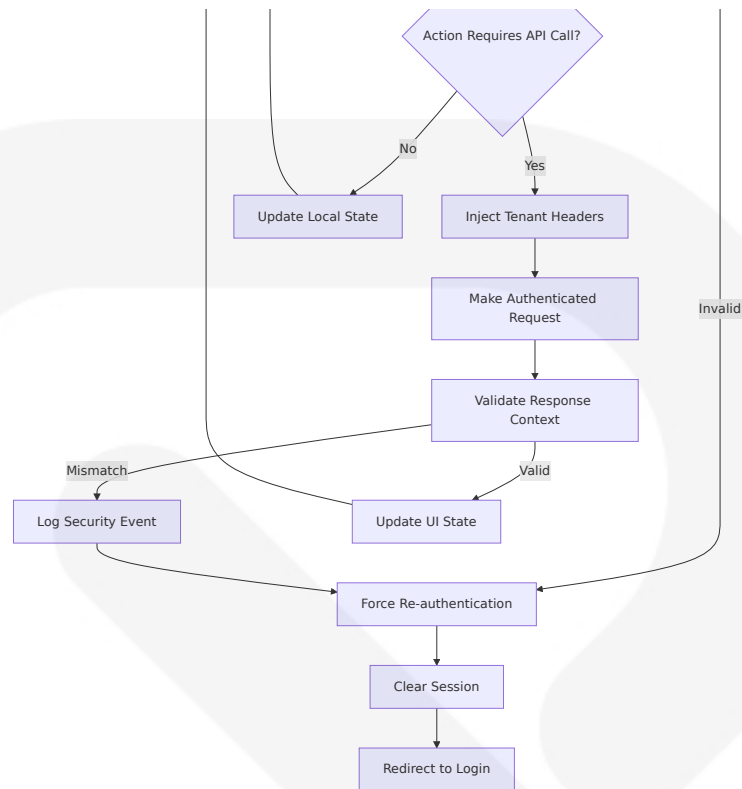 Action Requires API Call?
No
Yes
Update Local State
Inject Tenant Headers
Make Authenticated
Request
Invalid
Validate Response
Context
Mismatch
Valid
Log Security Event
Update UI State
Force Re-authentication
Clear Session
Redirect to Login